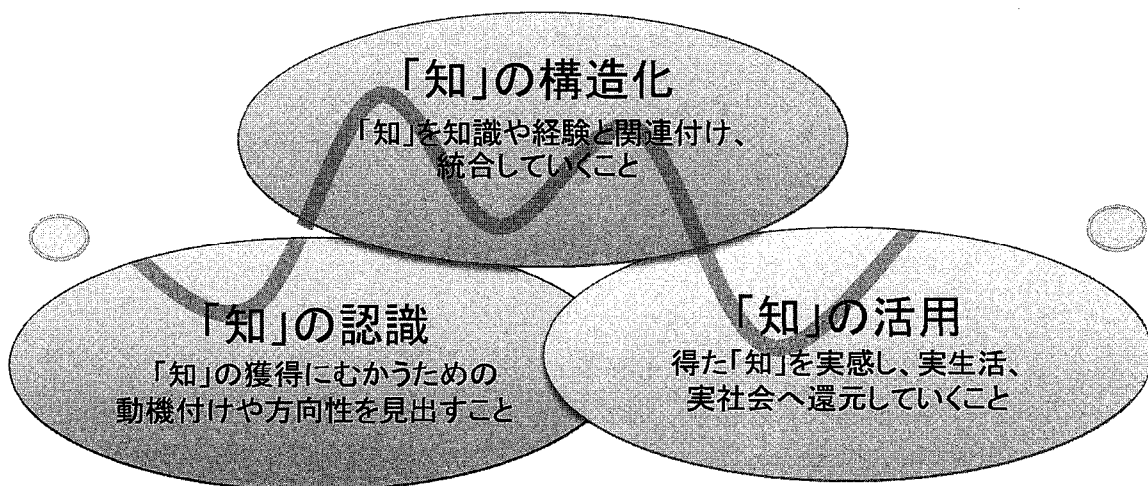 「知」の構造化
「知」を知識や経験と関連付け、
統合していくこと
「知」の認識
「知」の獲得にむかうための
動機付けや方向性を見出すこと
「知」の活用
得た「知」を実感し、実生活、
実社会へ還元していくこと